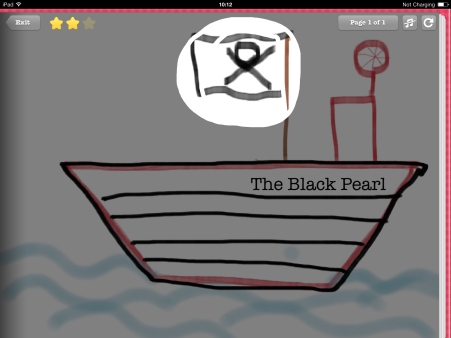 iPad 10:12 Not Charging
Exit Page 1 of 1
The Black Pearl